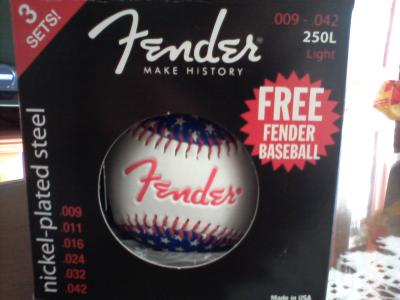 3
SETS!
Fender®
MAKE HISTORY
.009 - .042
250L
Light
FREE
FENDER
BASEBALL
nickel-plated steel
.009
.011
.016
.024
.032
.042
Fender®
Made in USA